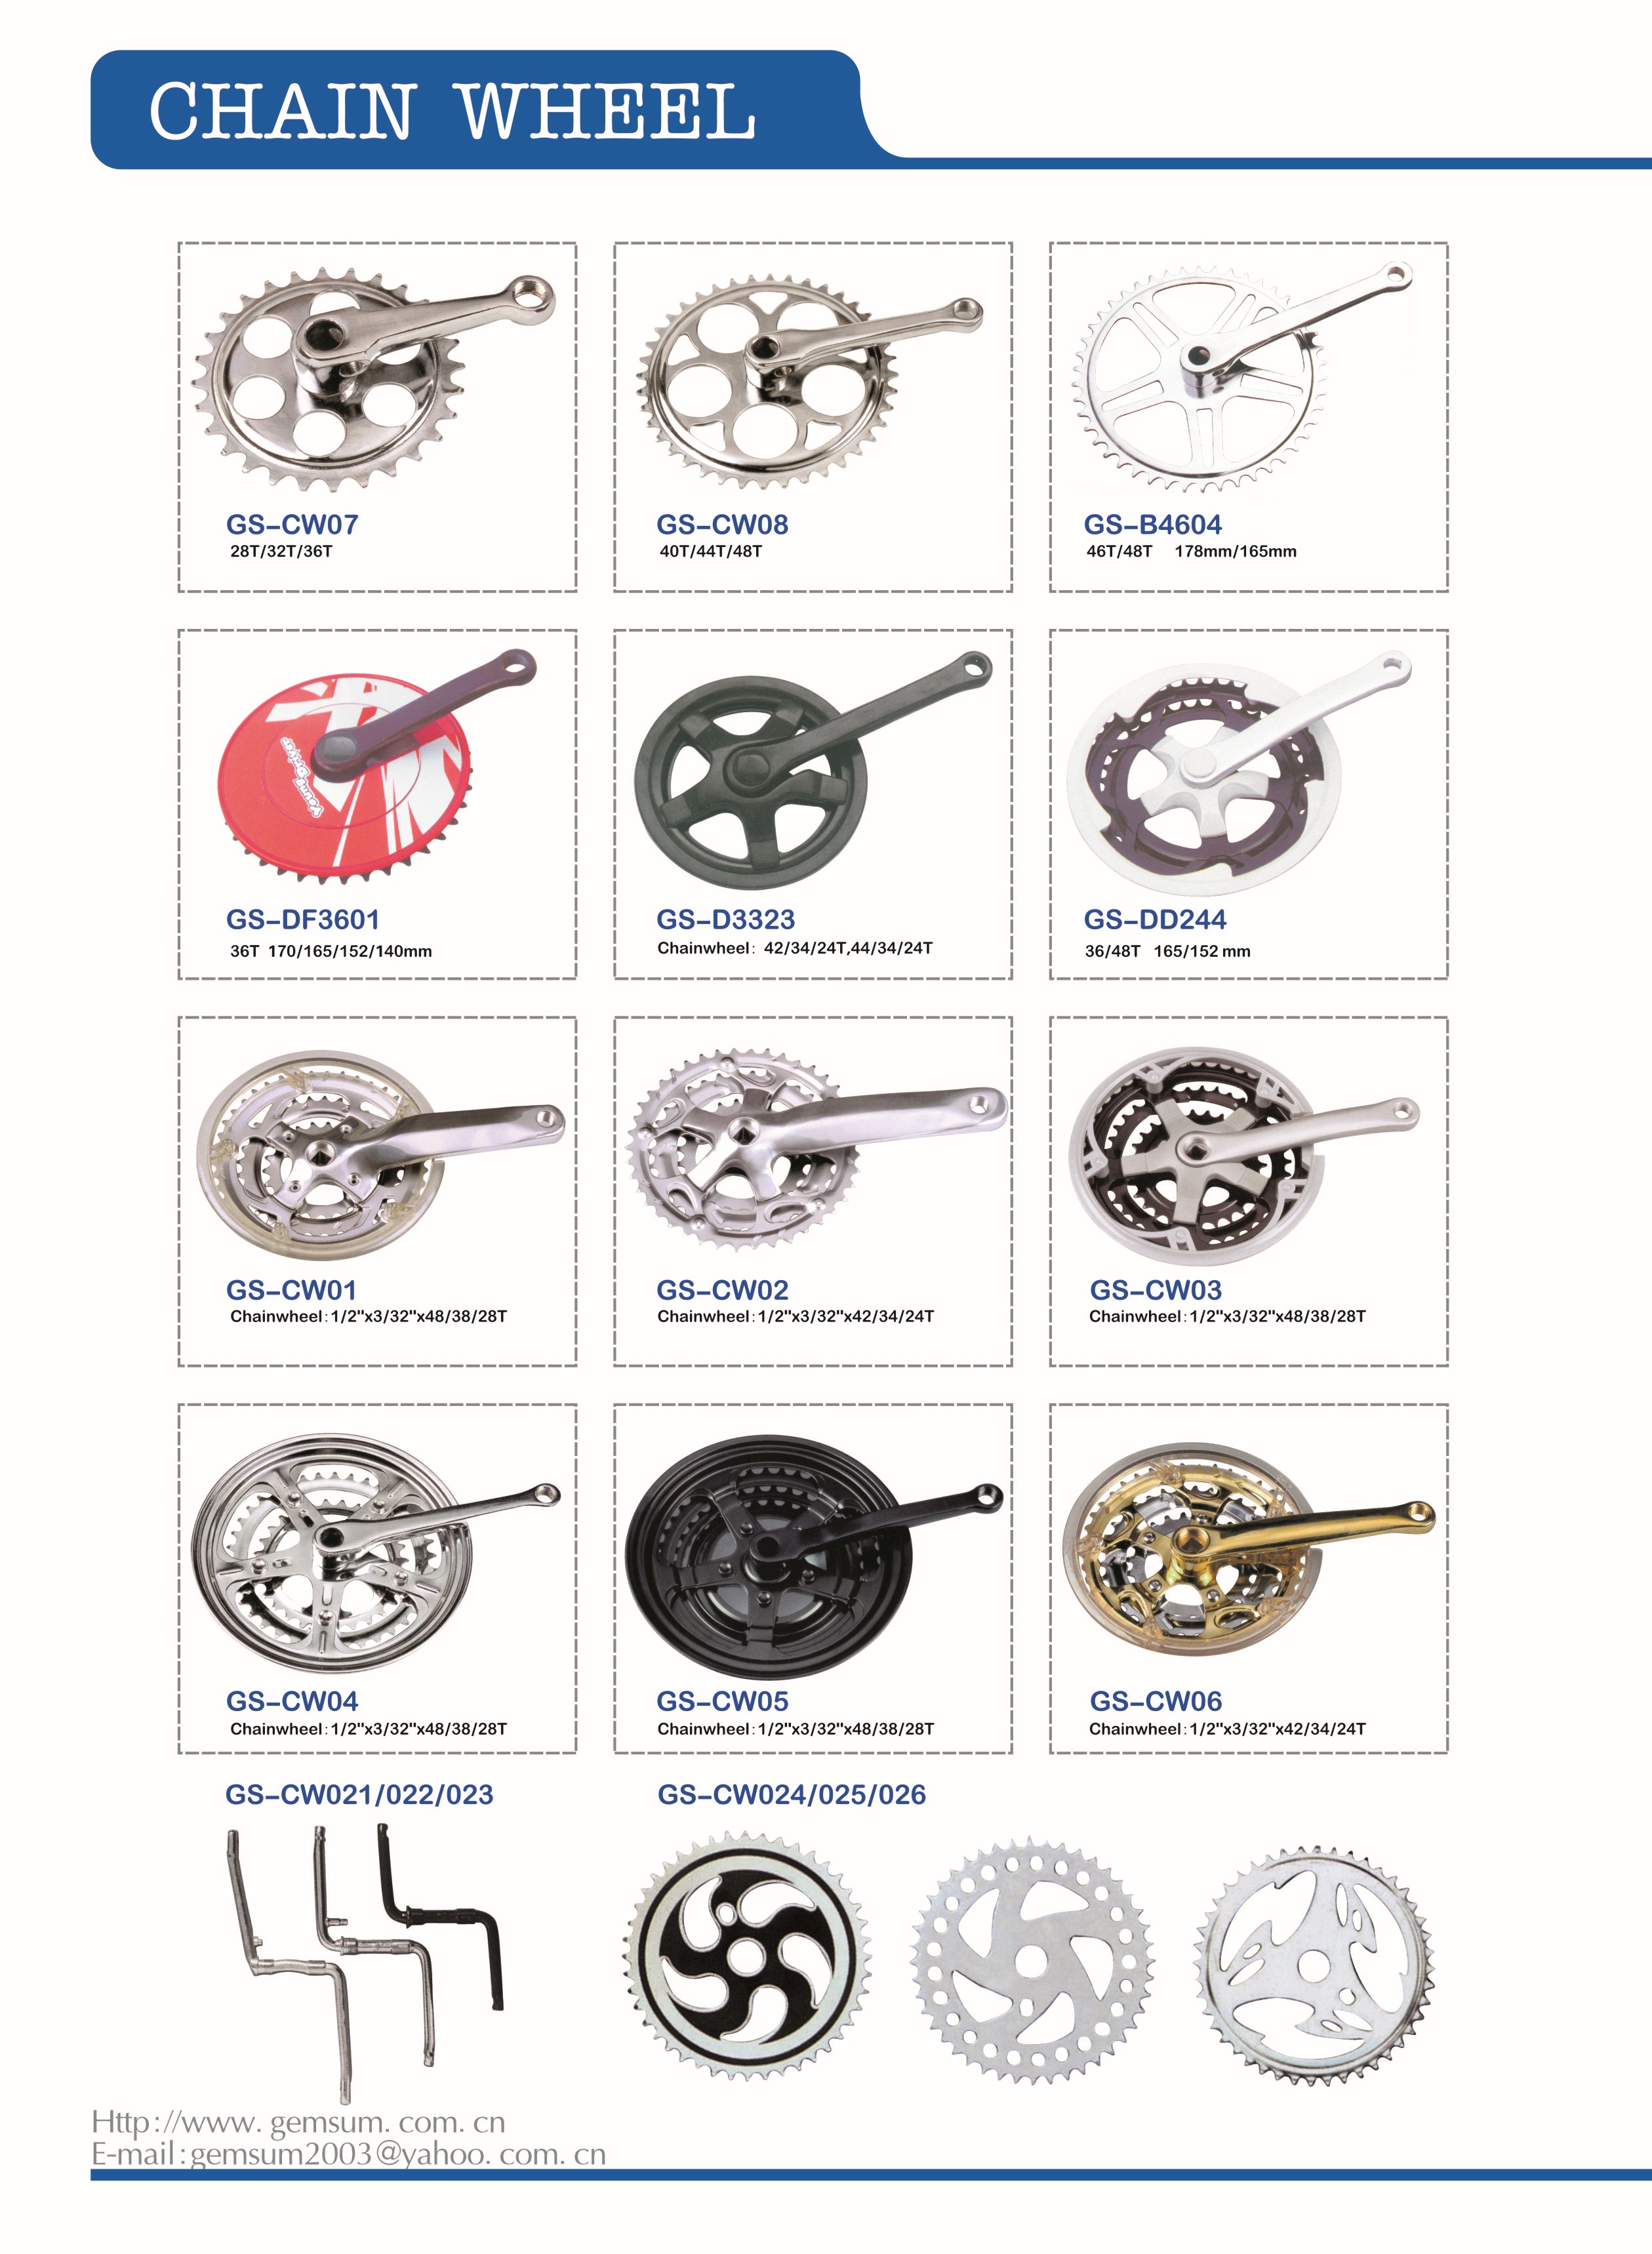 CHAIN WHEEL
GS-CW07
28T/32T/36T
GS-CW08
40T/44T/48T
GS-B4604
46T/48T 178mm/165mm
GS-DF3601
36T 170/165/152/140mm
GS-D3323
Chainwheel: 42/34/24T,44/34/24T
GS-DD244
36/48T 165/152 mm
GS-CW01
Chainwheel:1/2"x3/32"x48/38/28T
GS-CW02
Chainwheel:1/2"x3/32"x42/34/24T
GS-CW03
Chainwheel:1/2"x3/32"x48/38/28T
GS-CW04
Chainwheel:1/2"x3/32"x48/38/28T
GS-CW05
Chainwheel:1/2"x3/32"x48/38/28T
GS-CW06
Chainwheel:1/2"x3/32"x42/34/24T
GS-CW021/022/023
GS-CW024/025/026
Http://www. gemsum. com. cn
E-mail:gemsum2003@yahoo. com. cn